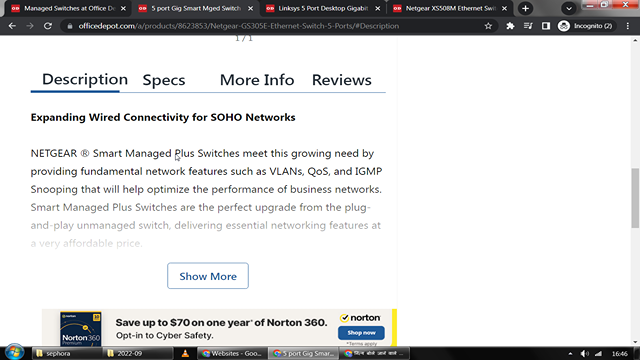 Managed Switches at Office De
5 port Gig Smart Mged Switch
Linksys 5 Port Desktop Gigabit
Netgear XS508M Ethernet Swit
officedepot.com/a/products/8623853/Netgear-GS305E-Ethernet-Switch-5-Ports/#Description
Incognito (2)
1/1
Description Specs More Info Reviews
Expanding Wired Connectivity for SOHO Networks
NETGEAR ® Smart Managed Plus Switches meet this growing need by
providing fundamental network features such as VLANs, QoS, and IGMP
Snooping that will help optimize the performance of business networks.
Smart Managed Plus Switches are the perfect upgrade from the plug-
and-play unmanaged switch, delivering essential networking features at
a very affordable price.
Show More
Norton 360
Save up to $70 on one year* of Norton 360.
Opt-in to Cyber Safety.
norton
Shop now
*Terms apply.
sephora
2022-09
Websites - Goo...
5 port Gig Smar...
16:46